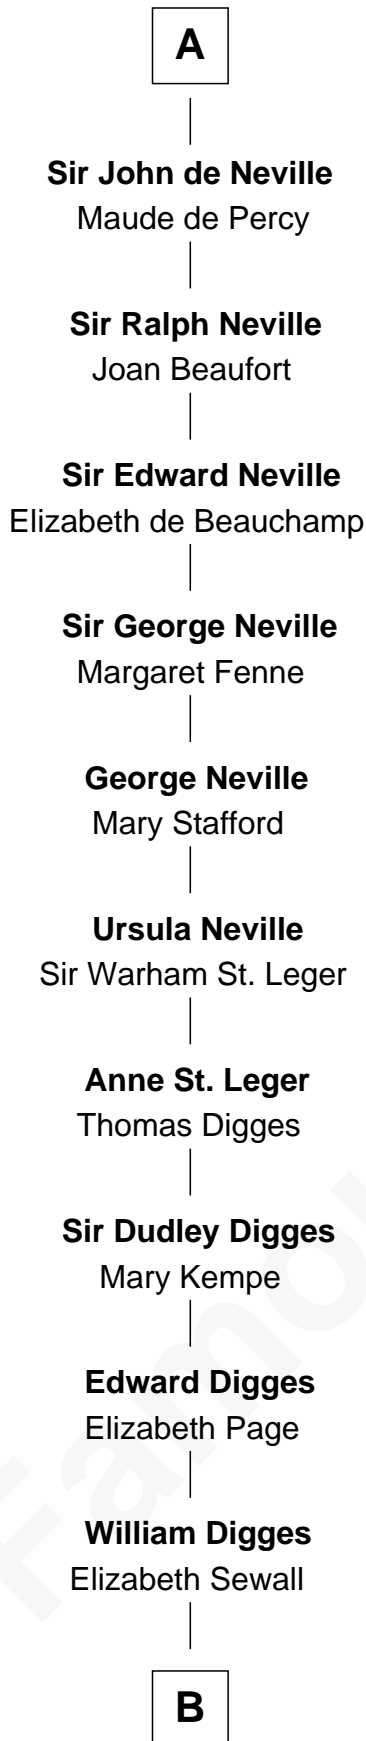 A
Sir John de Neville
Maude de Percy
Sir Ralph Neville
Joan Beaufort
Sir Edward Neville
Elizabeth de Beauchamp
Sir George Neville
Margaret Fenne
George Neville
Mary Stafford
Ursula Neville
Sir Warham St. Leger
Anne St. Leger
Thomas Digges
Sir Dudley Digges
Mary Kempe
Edward Digges
Elizabeth Page
William Digges
Elizabeth Sewall
B